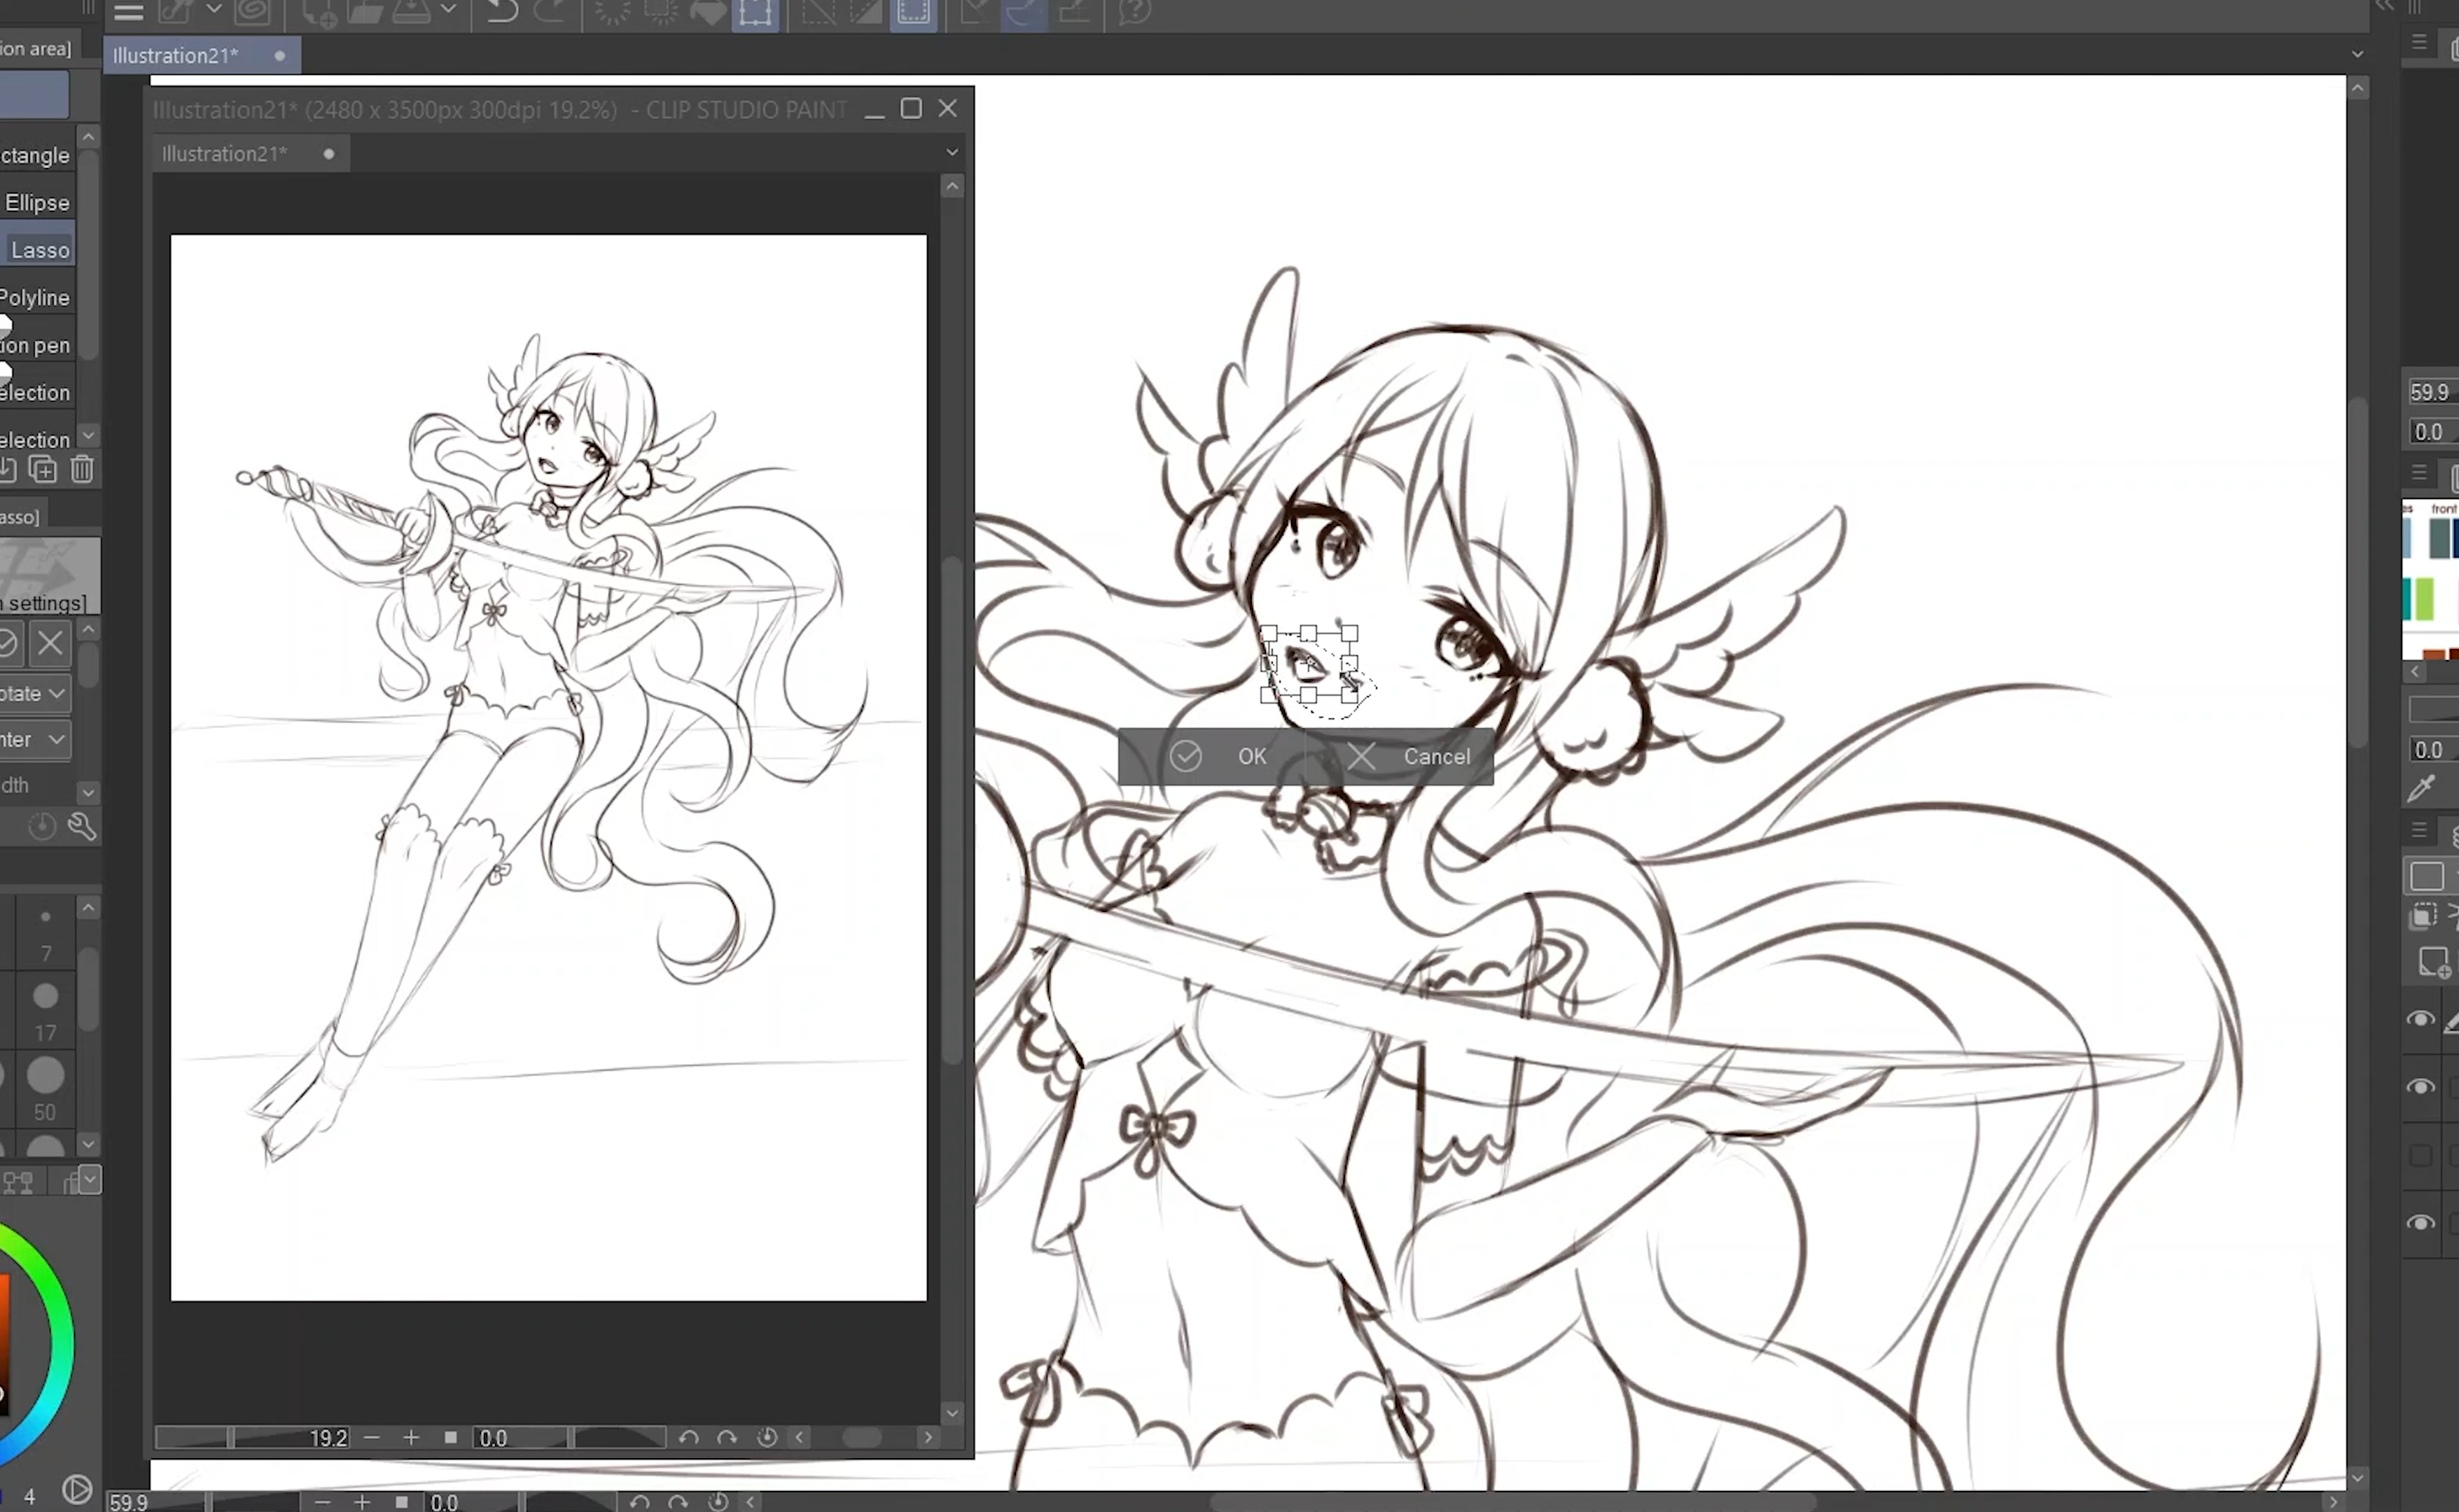 ion area]
Illustration21*
Illustration21* (2480 x 3500px 300dpi 19.2%) - CLIP STUDIO PAINT
Illustration21*
ctangle
Ellipse
Lasso
Polyline
ion pen
election
election
asso]
settings]
otate
nter
dth
7
17
50
4
OK
Cancel
19.2
0.0
59.9
0.0
59.9
0.0
es front
0.0